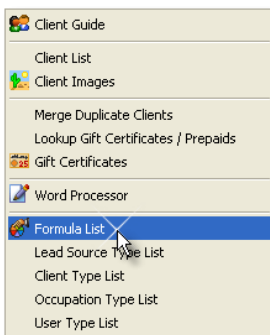 Client Guide
Client List
Client Images
Merge Duplicate Clients
Lookup Gift Certificates / Prepaids
Gift Certificates
Word Processor
Formula List
Lead Source Type List
Client Type List
Occupation Type List
User Type List